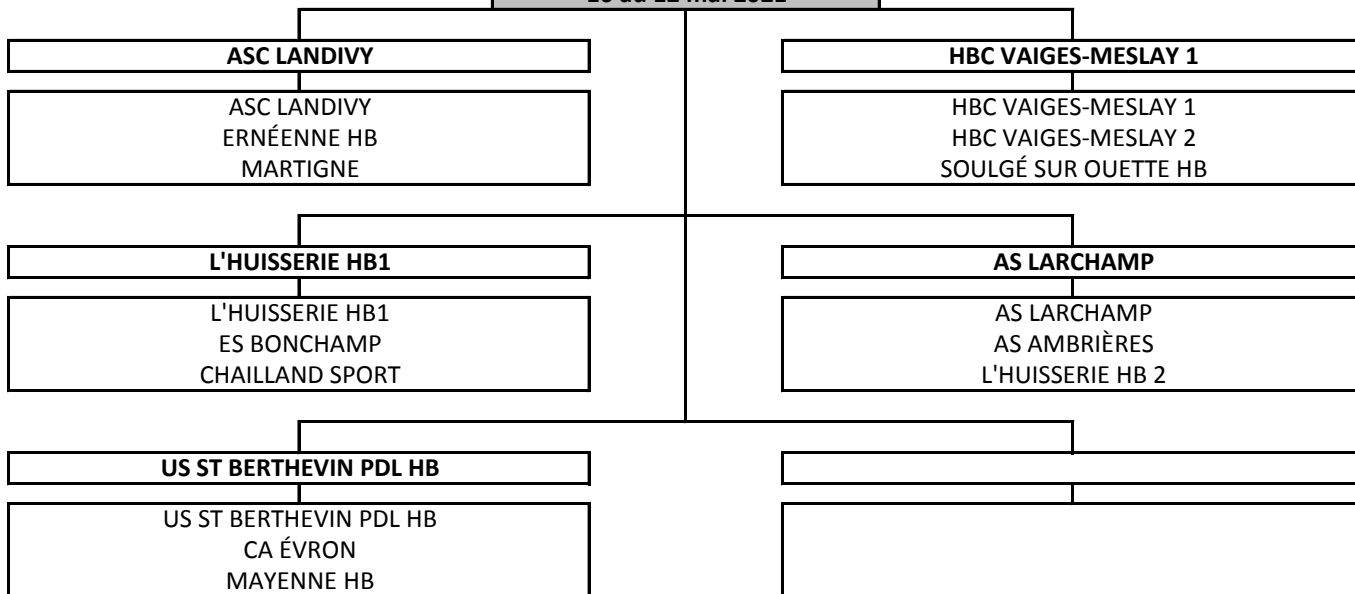 ASC LANDIVY
ASC LANDIVY
ERNÉENNE HB
MARTIGNE
HBC VAIGES-MESLAY 1
HBC VAIGES-MESLAY 1
HBC VAIGES-MESLAY 2
SOULGÉ SUR OUETTE HB
L'HUISSERIE HB1
L'HUISSERIE HB1
ES BONCHAMP
CHAILLAND SPORT
AS LARCHAMP
AS LARCHAMP
AS AMBRIÈRES
L'HUISSERIE HB 2
US ST BERTHEVIN PDL HB
US ST BERTHEVIN PDL HB
CA ÉVRON
MAYENNE HB